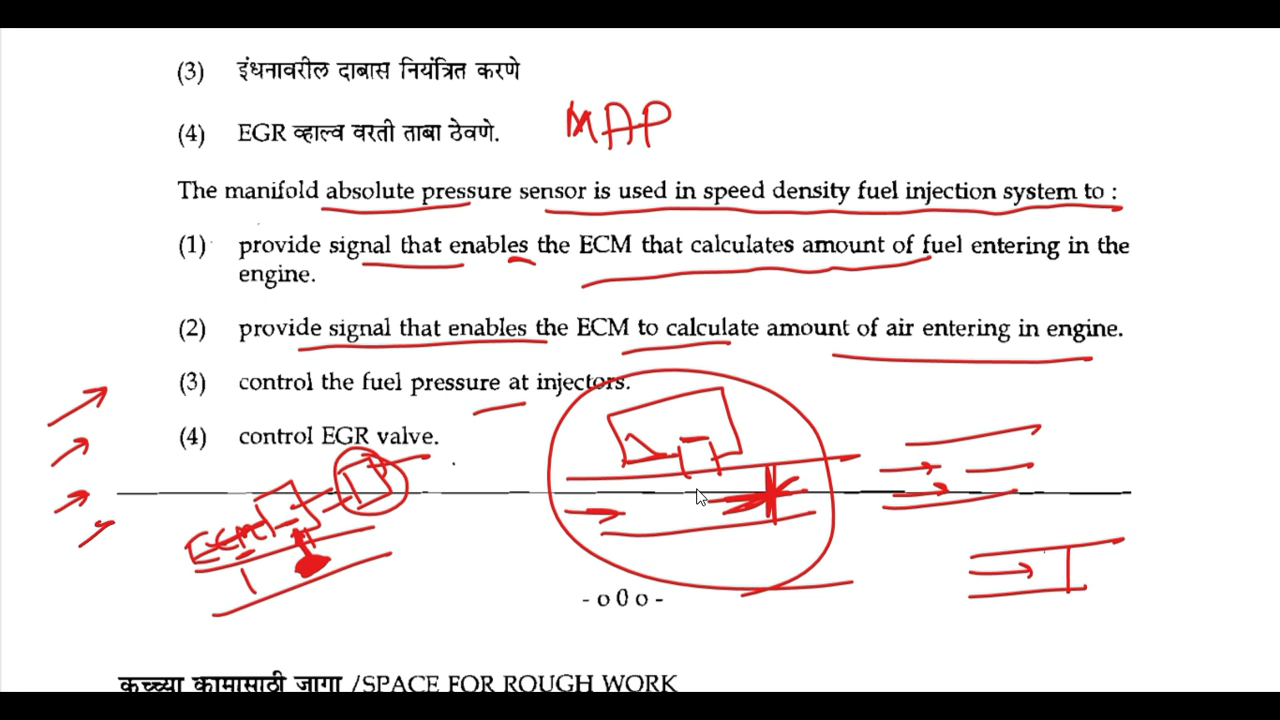 (3) इंधनावरील दाबास नियंत्रित करणे
(4) EGR व्हाल्व वरती ताबा ठेवणे.
MAP
The manifold absolute pressure sensor is used in speed density fuel injection system to :
(1) provide signal that enables the ECM that calculates amount of fuel entering in the
engine.
(2) provide signal that enables the ECM to calculate amount of air entering in engine.
(3) control the fuel pressure at injectors.
(4) control EGR valve.
ECM
- o 0 o -
कच्च्या कामासाठी जागा /SPACE FOR ROUGH WORK